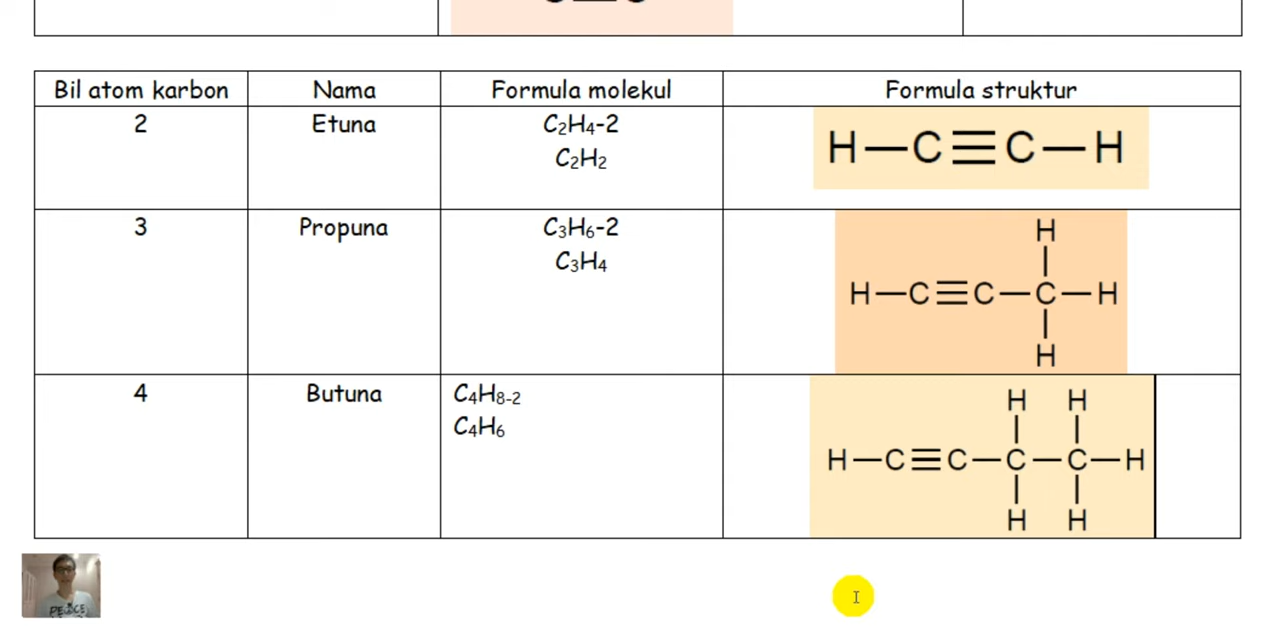 Bil atom karbon Nama Formula molekul Formula struktur
2 Etuna C₂H₄-2
C₂H₂
H—C≡C—H
3 Propuna C₃H₆-2
C₃H₄
H
H—C≡C—C—H
H
4 Butuna C₄H₈₋₂
C₄H₆
H H
H—C≡C—C—C—H
H H